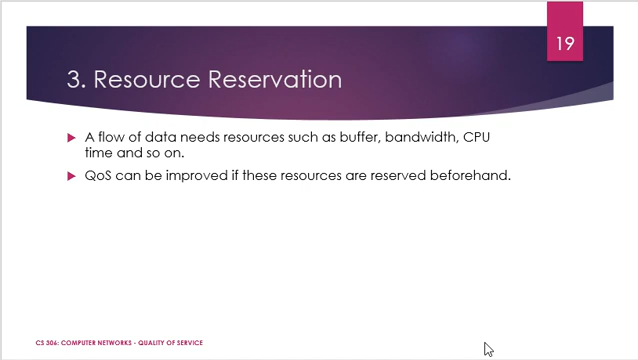 19
3. Resource Reservation
A flow of data needs resources such as buffer, bandwidth, CPU
time and so on.
QoS can be improved if these resources are reserved beforehand.
CS 306: COMPUTER NETWORKS - QUALITY OF SERVICE